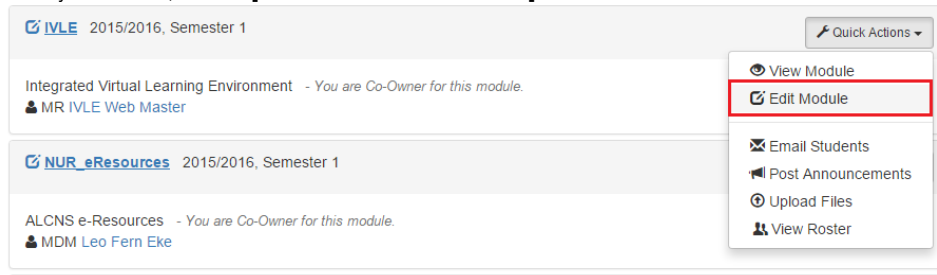 IVLE 2015/2016, Semester 1
Quick Actions
Integrated Virtual Learning Environment - You are Co-Owner for this module.
MR IVLE Web Master
View Module
Edit Module
Email Students
Post Announcements
Upload Files
View Roster
NUR_eResources 2015/2016, Semester 1
ALCNS e-Resources - You are Co-Owner for this module.
MDM Leo Fern Eke